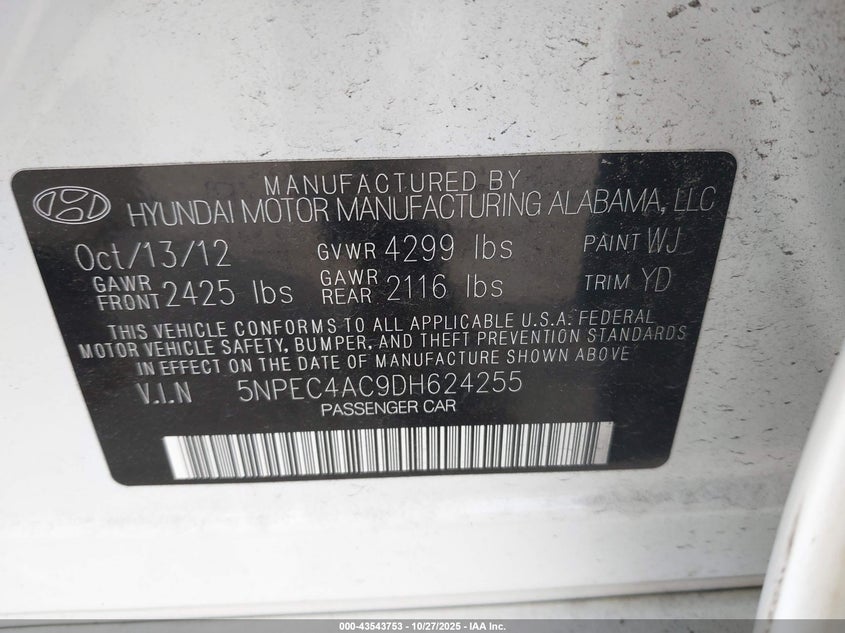 MANUFACTURED BY
HYUNDAI MOTOR MANUFACTURING ALABAMA, LLC
Oct/13/12 GVWR 4299 lbs PAINT WJ
GAWR FRONT 2425 lbs GAWR REAR 2116 lbs TRIM YD
THIS VEHICLE CONFORMS TO ALL APPLICABLE U.S.A. FEDERAL
MOTOR VEHICLE SAFETY, BUMPER, AND THEFT PREVENTION STANDARDS
IN EFFECT ON THE DATE OF MANUFACTURE SHOWN ABOVE
V.I.N 5NPEC4AC9DH624255
PASSENGER CAR
000-43543753 - 10/27/2025 - IAA Inc.